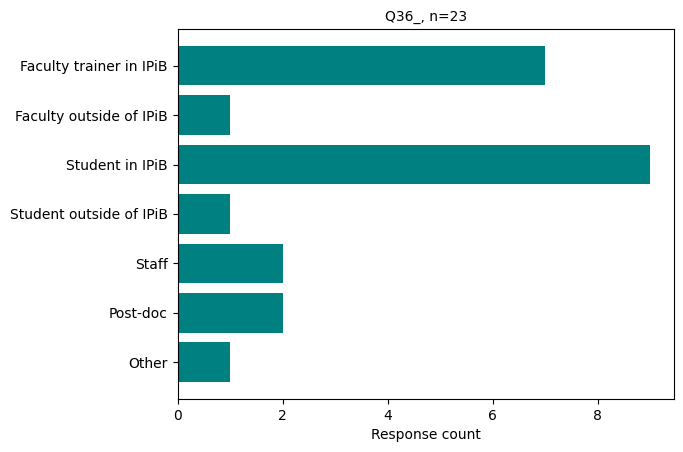 Q36_, n=23
Faculty trainer in IPiB
Faculty outside of IPiB
Student in IPiB
Student outside of IPiB
Staff
Post-doc
Other
0 2 4 6 8
Response count